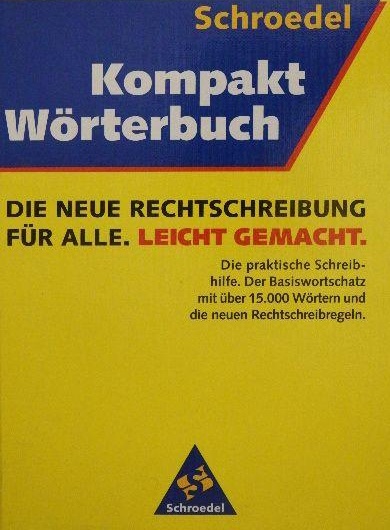 Schroedel
Kompakt
Wörterbuch
DIE NEUE RECHTSCHREIBUNG
FÜR ALLE. LEICHT GEMACHT.
Die praktische Schreib-
hilfe. Der Basiswortschatz
mit über 15.000 Wörtern und
die neuen Rechtschreibregeln.
S
Schroedel